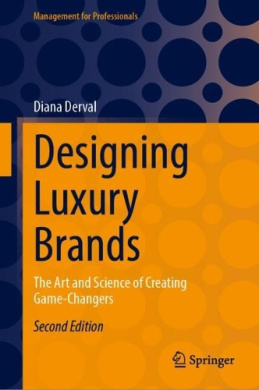 Management for Professionals
Diana Derval
Designing
Luxury
Brands
The Art and Science of Creating
Game-Changers
Second Edition
Springer